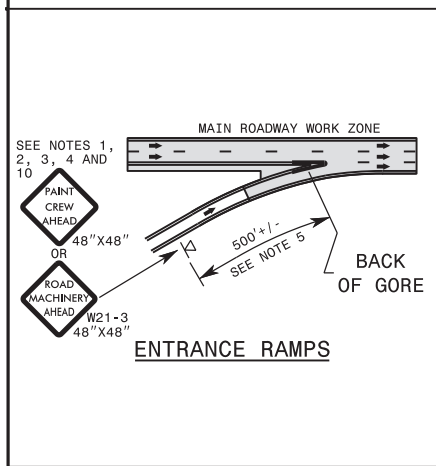 MAIN ROADWAY WORK ZONE
SEE NOTES 1,
2, 3, 4 AND
10
PAINT
CREW
AHEAD
48"X48"
OR
ROAD
MACHINERY
AHEAD
W21-3
48"X48"
500'+/-
SEE NOTE 5
BACK
OF GORE
ENTRANCE RAMPS